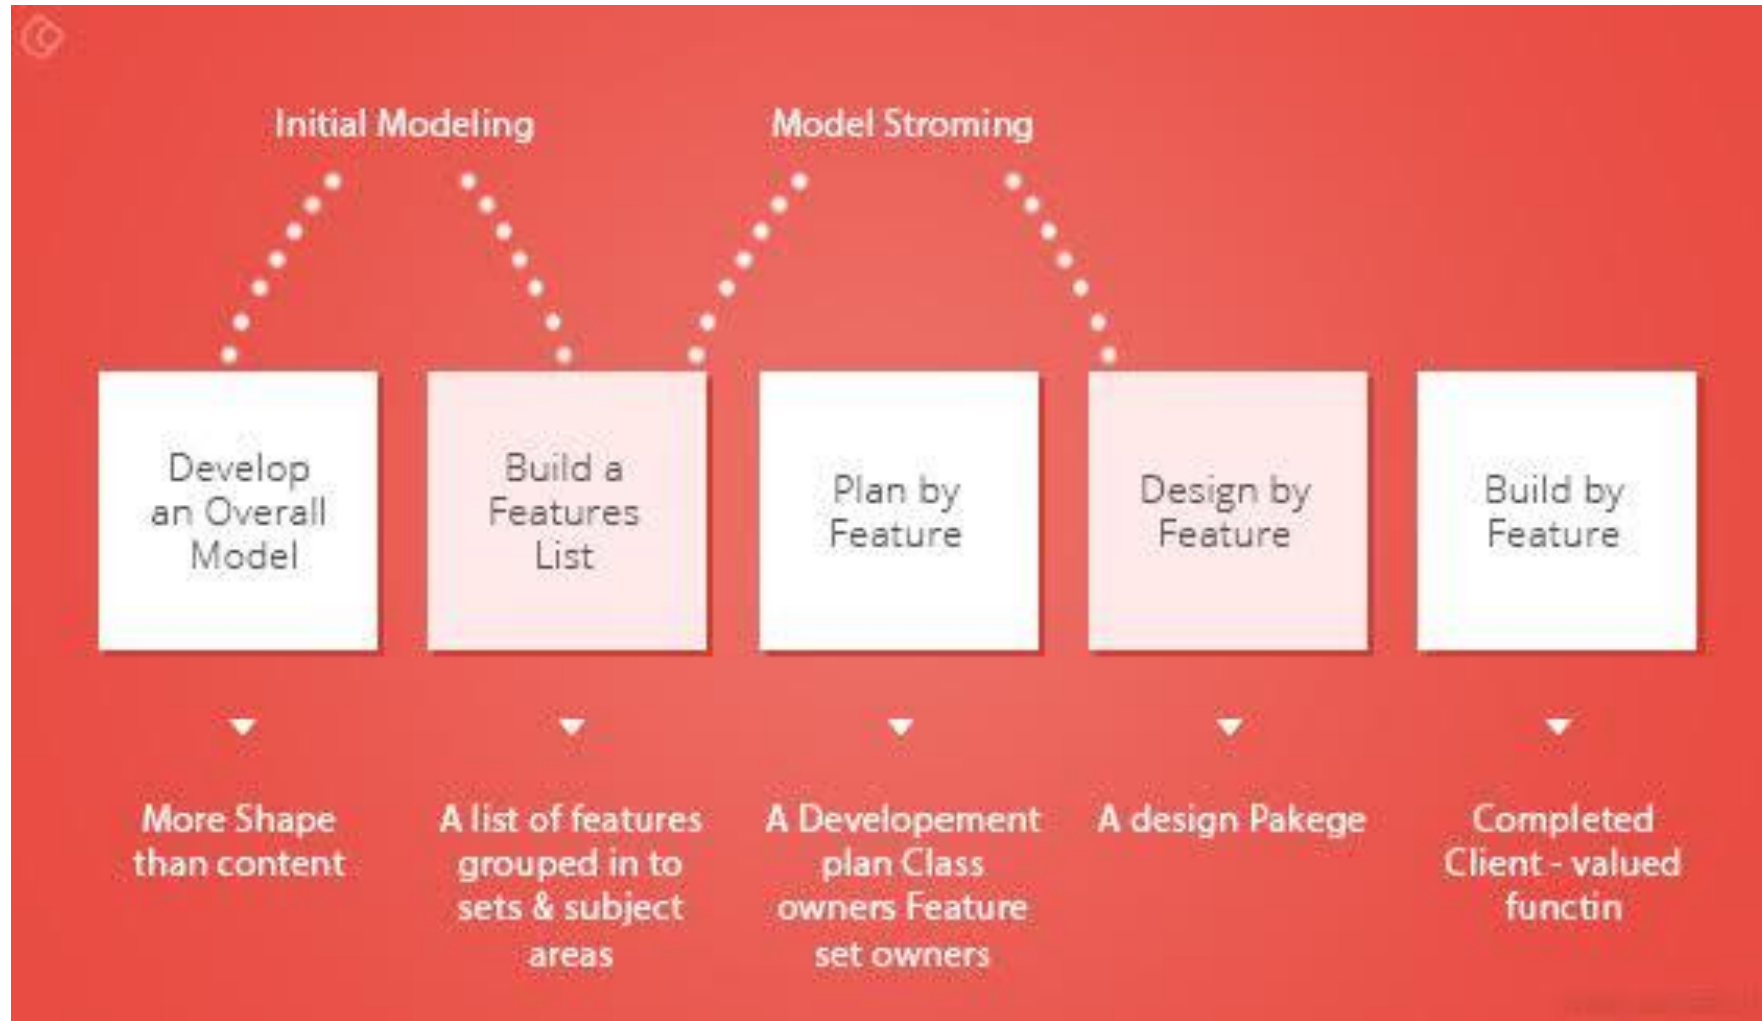 Initial Modeling
Model Stroming
Develop
an Overall
Model
Build a
Features
List
Plan by
Feature
Design by
Feature
Build by
Feature
More Shape
than content
A list of features
grouped in to
sets & subject
areas
A Developement
plan Class
owners Feature
set owners
A design Pakege
Completed
Client - valued
functin